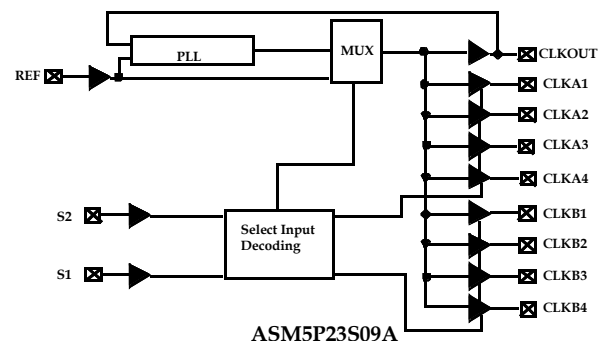 PLL
MUX
REF
S2
S1
Select Input
Decoding
CLKOUT
CLKA1
CLKA2
CLKA3
CLKA4
CLKB1
CLKB2
CLKB3
CLKB4
ASM5P23S09A